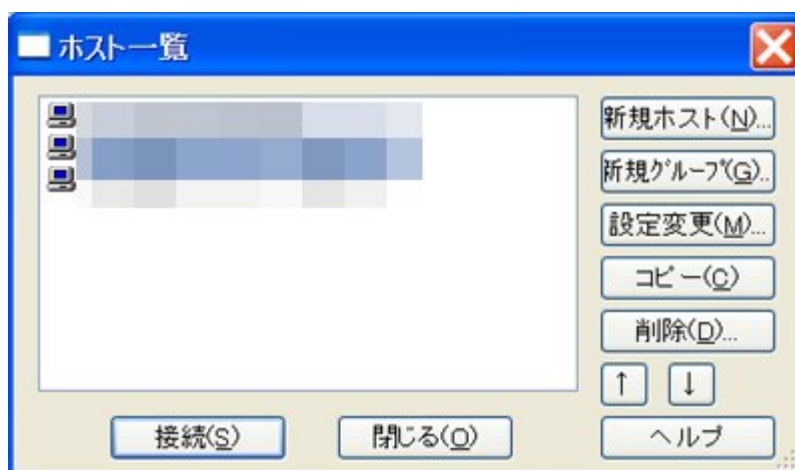 ホスト一覧
新規ホスト(N)...
新規グループ(G)..
設定変更(M)...
コピー(C)
削除(D)...
↑ ↓
接続(S) 閉じる(O) ヘルプ